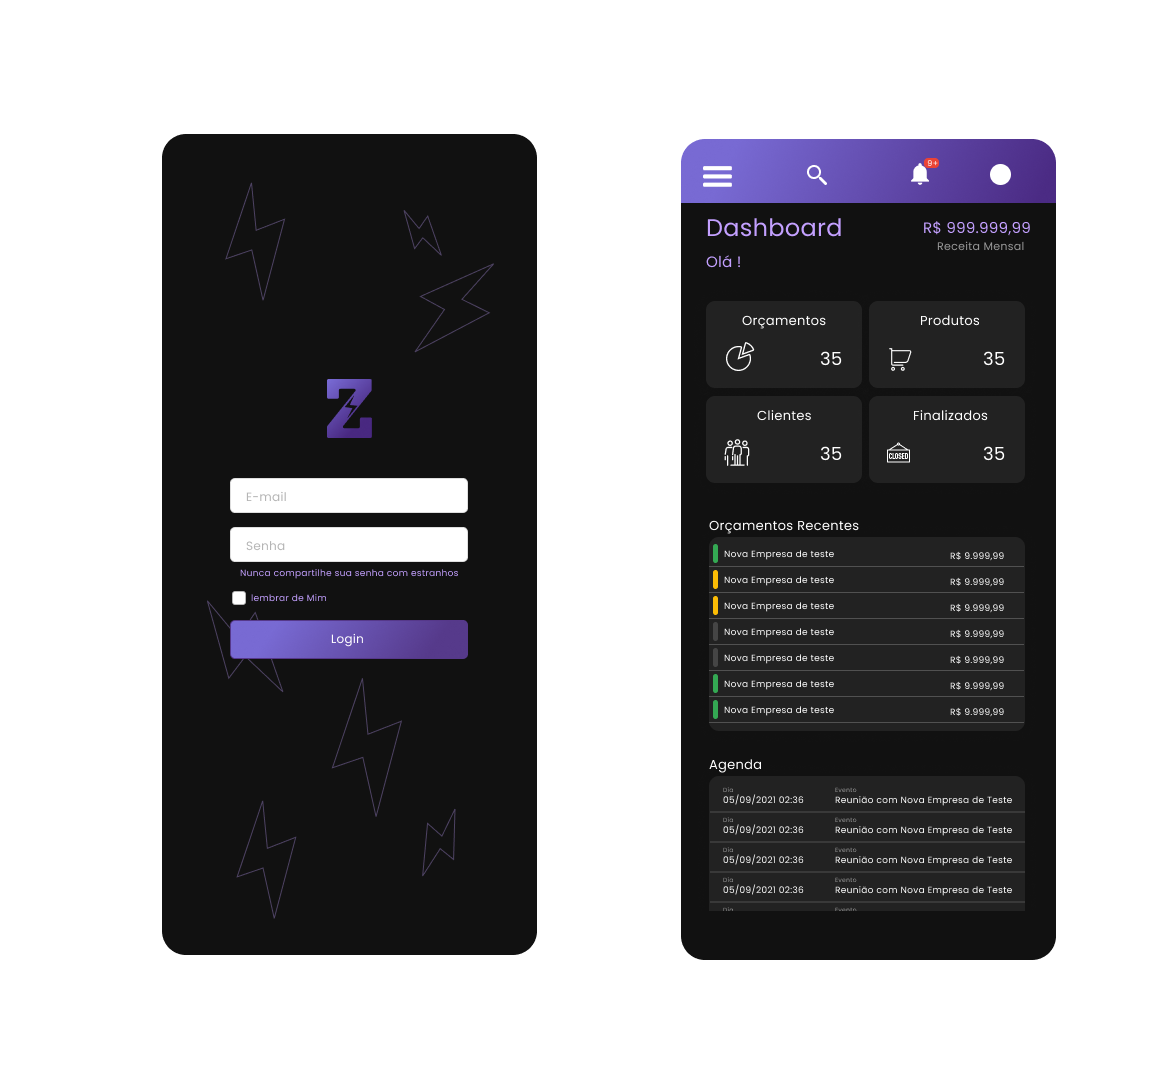 Z
E-mail
Senha
Nunca compartilhe sua senha com estranhos
lembrar de Mim
Login
9+
Dashboard
R$ 999.999,99
Receita Mensal
Olá !
Orçamentos
35
Produtos
35
Clientes
35
Finalizados
CLOSED
35
Orçamentos Recentes
Nova Empresa de teste R$ 9.999,99
Nova Empresa de teste R$ 9.999,99
Nova Empresa de teste R$ 9.999,99
Nova Empresa de teste R$ 9.999,99
Nova Empresa de teste R$ 9.999,99
Nova Empresa de teste R$ 9.999,99
Nova Empresa de teste R$ 9.999,99
Agenda
Dia Evento
05/09/2021 02:36 Reunião com Nova Empresa de Teste
Dia Evento
05/09/2021 02:36 Reunião com Nova Empresa de Teste
Dia Evento
05/09/2021 02:36 Reunião com Nova Empresa de Teste
Dia Evento
05/09/2021 02:36 Reunião com Nova Empresa de Teste
Dia Evento